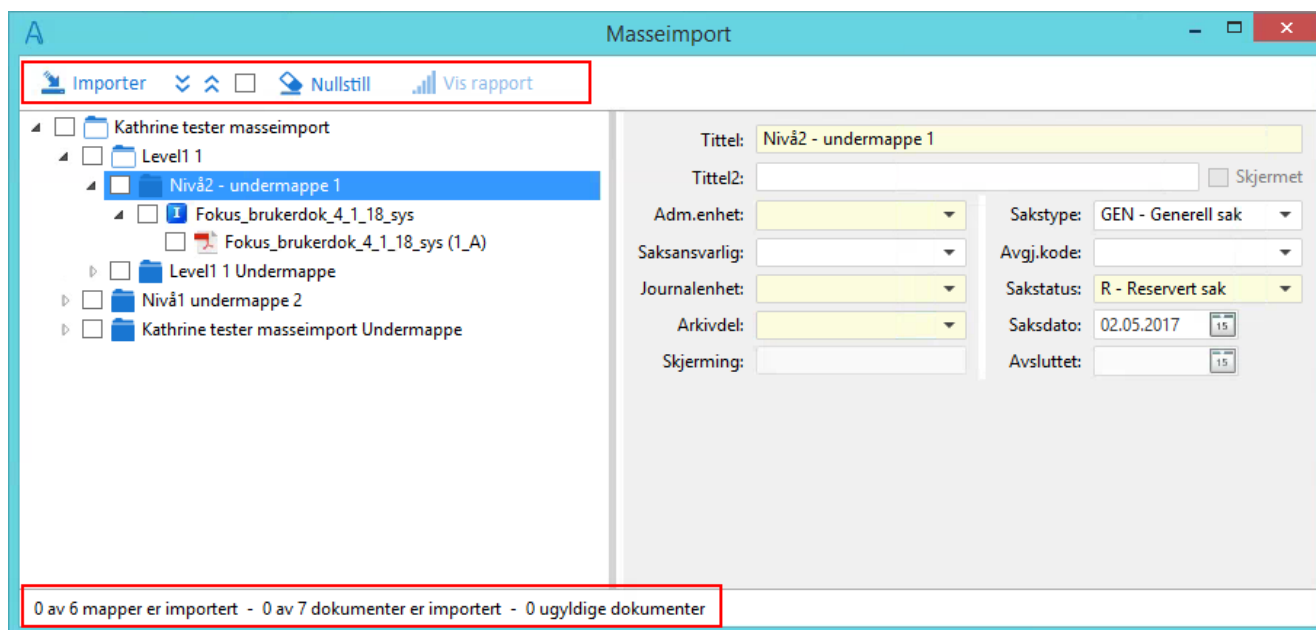 Masseimport
Importer Nullstill Vis rapport
Kathrine tester masseimport
Level1 1
Nivå2 - undermappe 1
Fokus_brukerdok_4_1_18_sys
Fokus_brukerdok_4_1_18_sys (1_A)
Level1 1 Undermappe
Nivå1 undermappe 2
Kathrine tester masseimport Undermappe
Tittel: Nivå2 - undermappe 1
Tittel2: Skjermet
Adm.enhet: Sakstype: GEN - Generell sak
Saksansvarlig: Avgj.kode:
Journalenhet: Sakstatus: R - Reservert sak
Arkivdel: Saksdato: 02.05.2017 15
Skjerming: Avsluttet: 15
0 av 6 mapper er importert - 0 av 7 dokumenter er importert - 0 ugyldige dokumenter